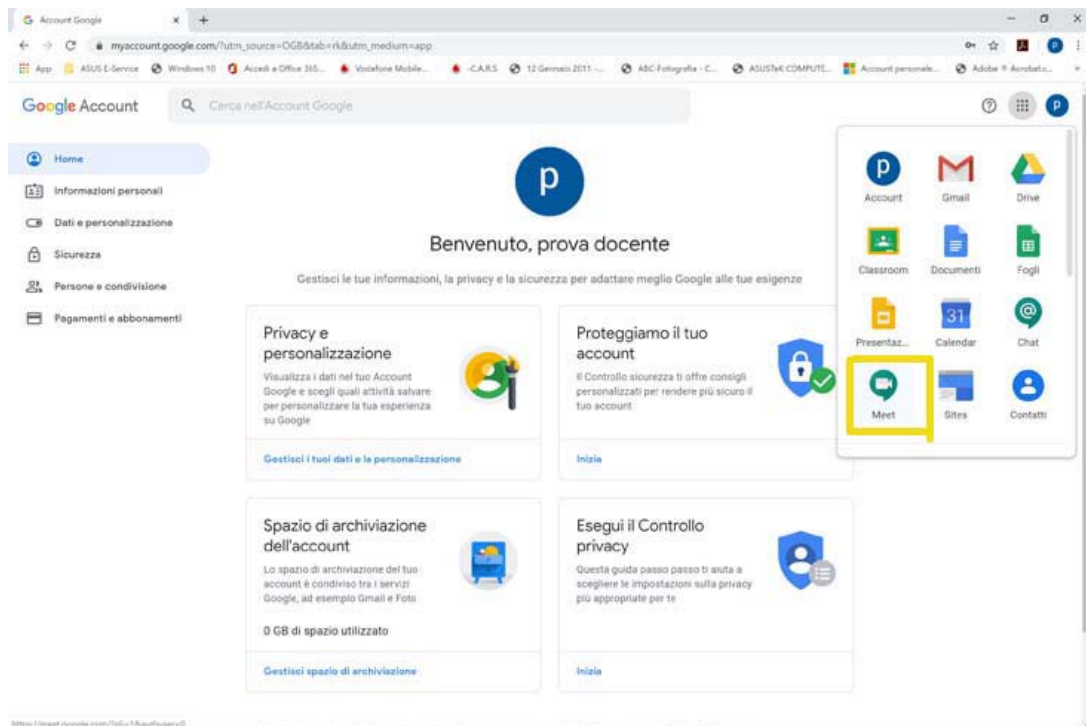 Account Google
myaccount.google.com/?utm_source=OGB&tab=rk&utm_medium=app
App ASUS E-Service Windows 10 Accedi a Office 365... Vodafone Mobile... -C.A.R.S 12 Gennaio 2011 -... ABC-Fotografia - C... ASUSTeK COMPUTE... Account personale... Adobe ® Acrobat...
Google Account
Cerca nell'Account Google
p
Home
Informazioni personali
Dati e personalizzazione
Sicurezza
Persone e condivisione
Pagamenti e abbonamenti
p
Benvenuto, prova docente
Gestisci le tue informazioni, la privacy e la sicurezza per adattare meglio Google alle tue esigenze
Privacy e
personalizzazione
Visualizza i dati nel tuo Account
Google e scegli quali attività salvare
per personalizzare la tua esperienza
su Google
Gestisci i tuoi dati e la personalizzazione
Proteggiamo il tuo
account
Il Controllo sicurezza ti offre consigli
personalizzati per rendere più sicuro il
tuo account
Inizia
Spazio di archiviazione
dell'account
Lo spazio di archiviazione del tuo
account è condiviso tra i servizi
Google, ad esempio Gmail e Foto
0 GB di spazio utilizzato
Gestisci spazio di archiviazione
Esegui il Controllo
privacy
Questa guida passo passo ti aiuta a
scegliere le impostazioni sulla privacy
più appropriate per te
Inizia
p
Account Gmail Drive
Classroom Documenti Fogli
31
Presentaz... Calendar Chat
Meet Sites Contatti